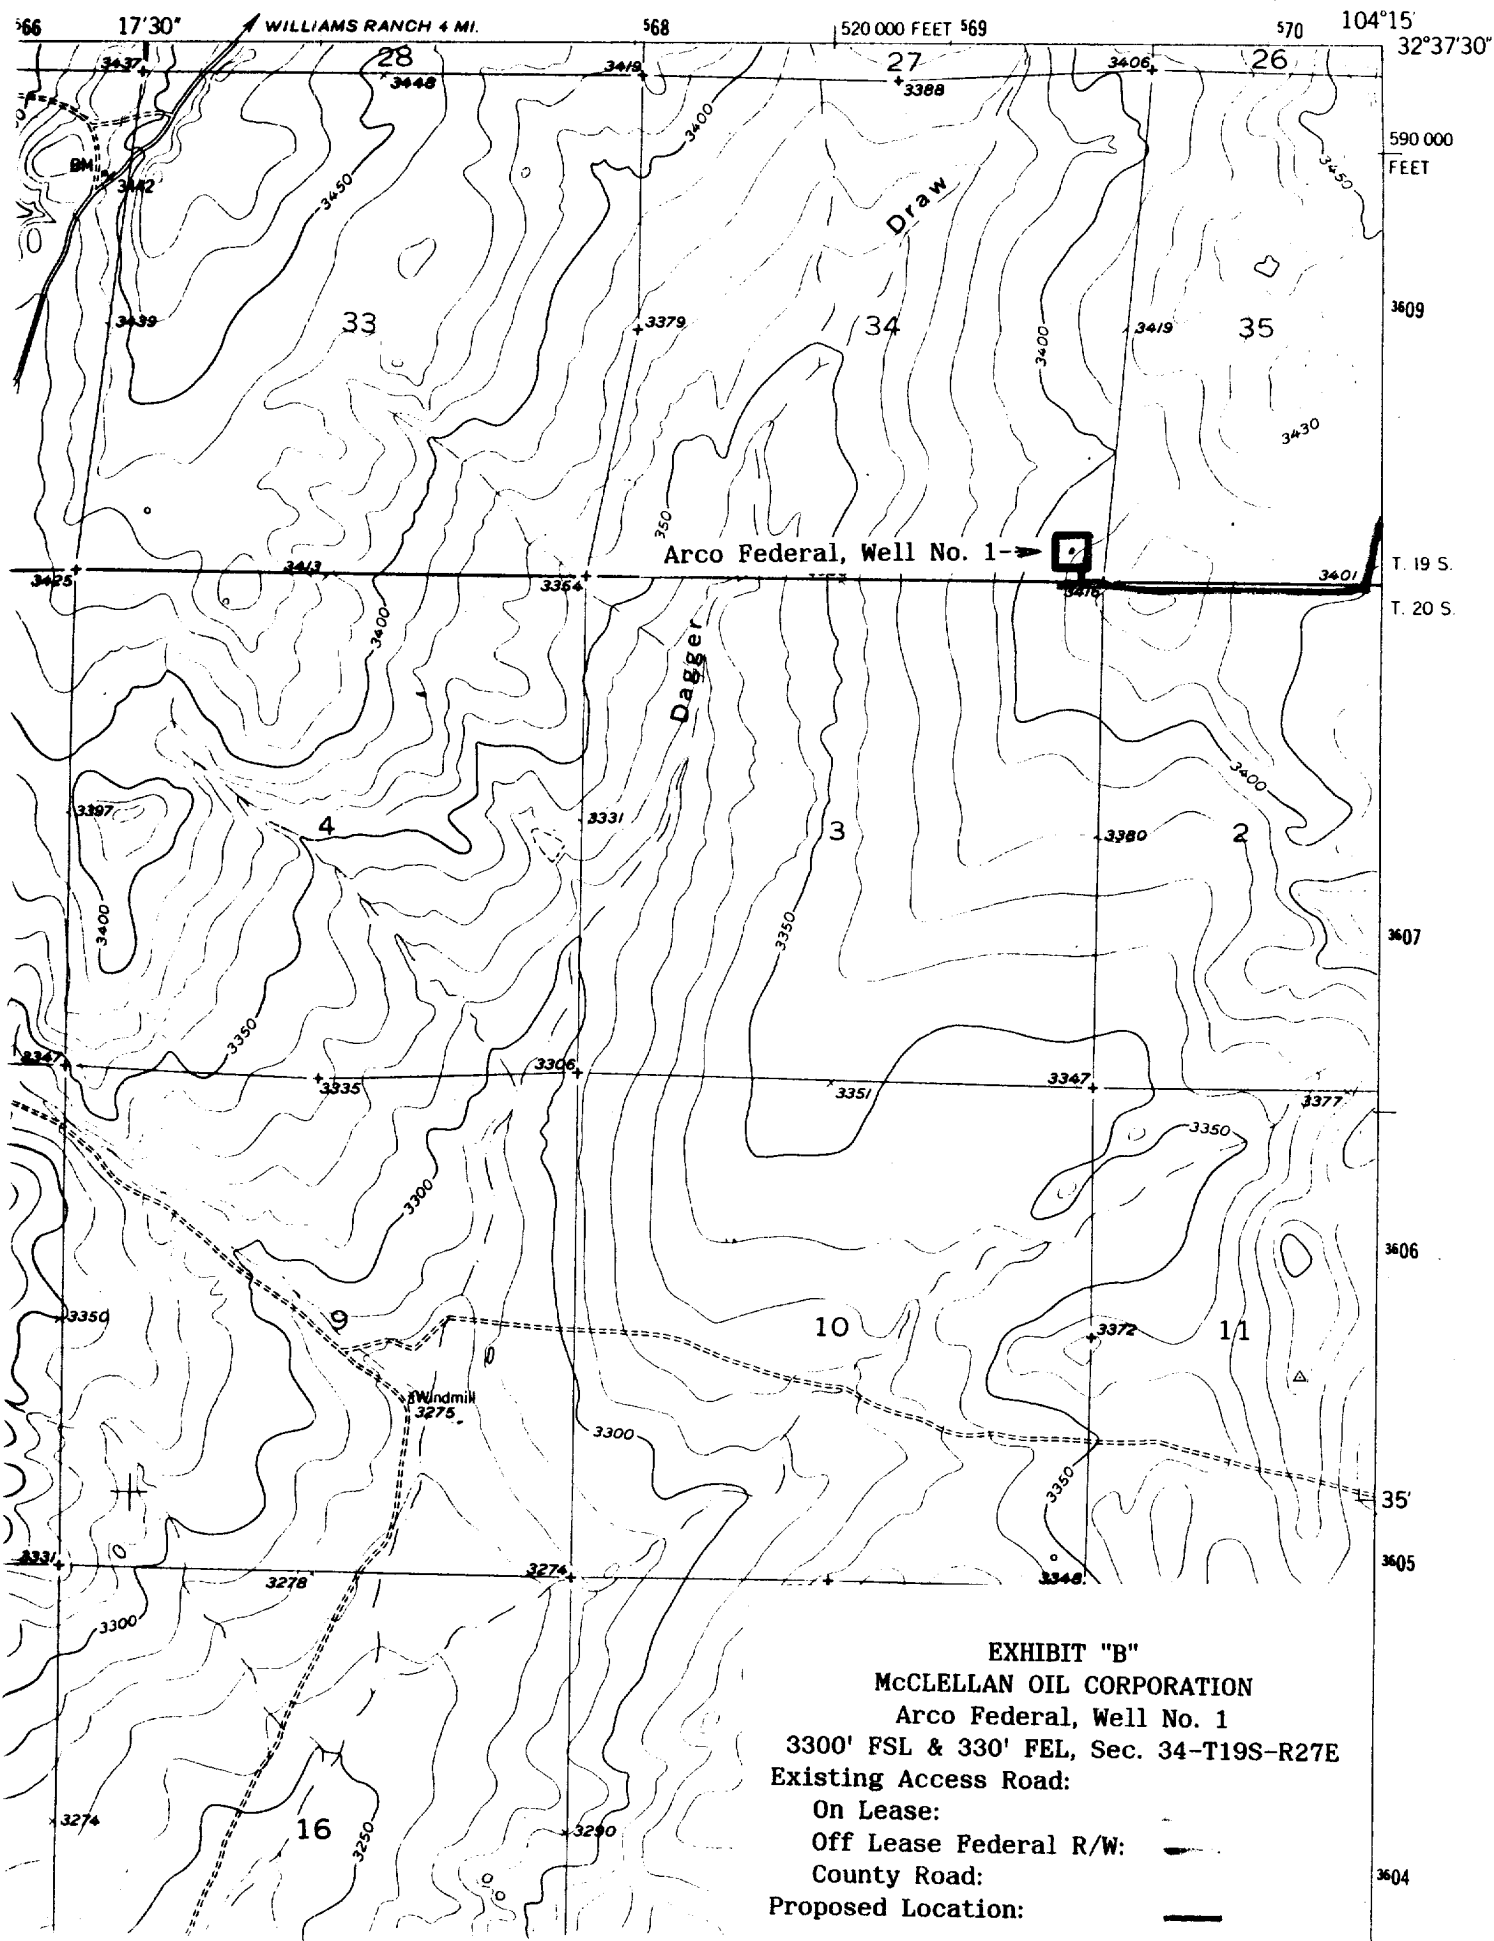 566 17'30" WILLIAMS RANCH 4 MI. 568 520 000 FEET 569 570 104°15'
32°37'30"
28 27 26
3437 3448 3419 3388 3406
590 000
FEET
3400
3450
3450
BM
3442
Draw
3439 33 3379 34 3400 3419 35 3609
3430
350
Arco Federal, Well No. 1
3425 3413 3364 3416 3401
T. 19 S.
T. 20 S.
3400
Dagger
3400
3397 4 3331 3 3380 2
3400
3350
3607
3350
3347 3335 3306 3351 3347 3377
3350
3300
3606
3350 9 10 3372 11
Windmill
3275
3300
3350
35'
3331 3278 3274 3348 3605
3300
EXHIBIT "B"
McCLELLAN OIL CORPORATION
Arco Federal, Well No. 1
3300' FSL & 330' FEL, Sec. 34-T19S-R27E
Existing Access Road:
On Lease:
Off Lease Federal R/W:
County Road:
Proposed Location:
3274 16 3250 3290
3604